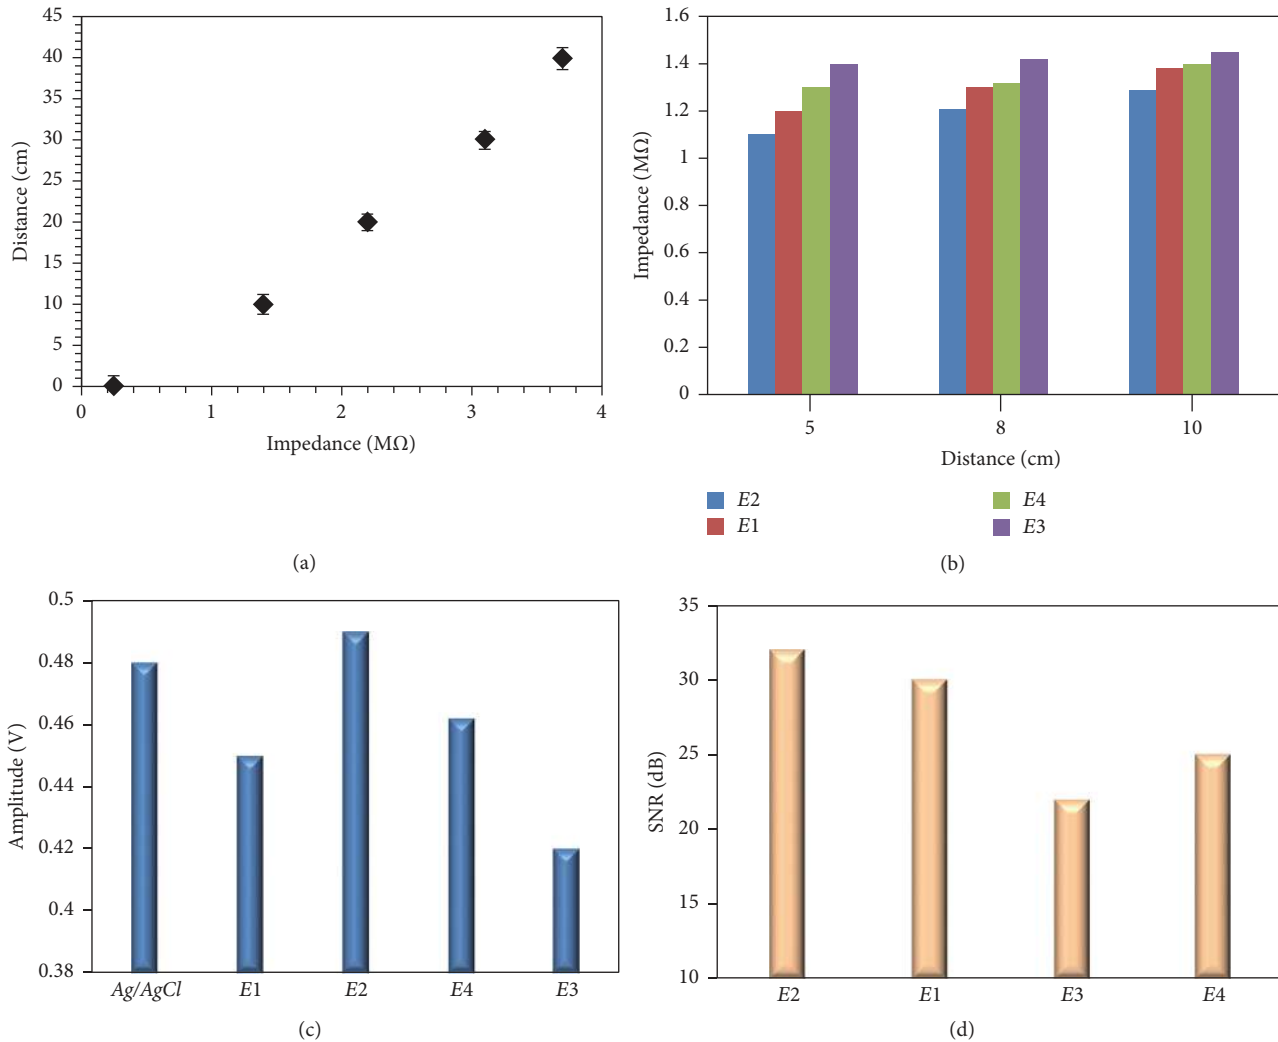 45
40
35
30
25
20
15
10
5
0
Distance (cm)
0 1 2 3 4
Impedance (MΩ)
(a)
1.6
1.4
1.2
1
0.8
0.6
0.4
0.2
0
Impedance (MΩ)
5 8 10
Distance (cm)
E2 E4
E1 E3
(b)
0.5
0.48
0.46
0.44
0.42
0.4
0.38
Amplitude (V)
Ag/AgCl E1 E2 E4 E3
(c)
35
30
25
20
15
10
SNR (dB)
E2 E1 E3 E4
(d)